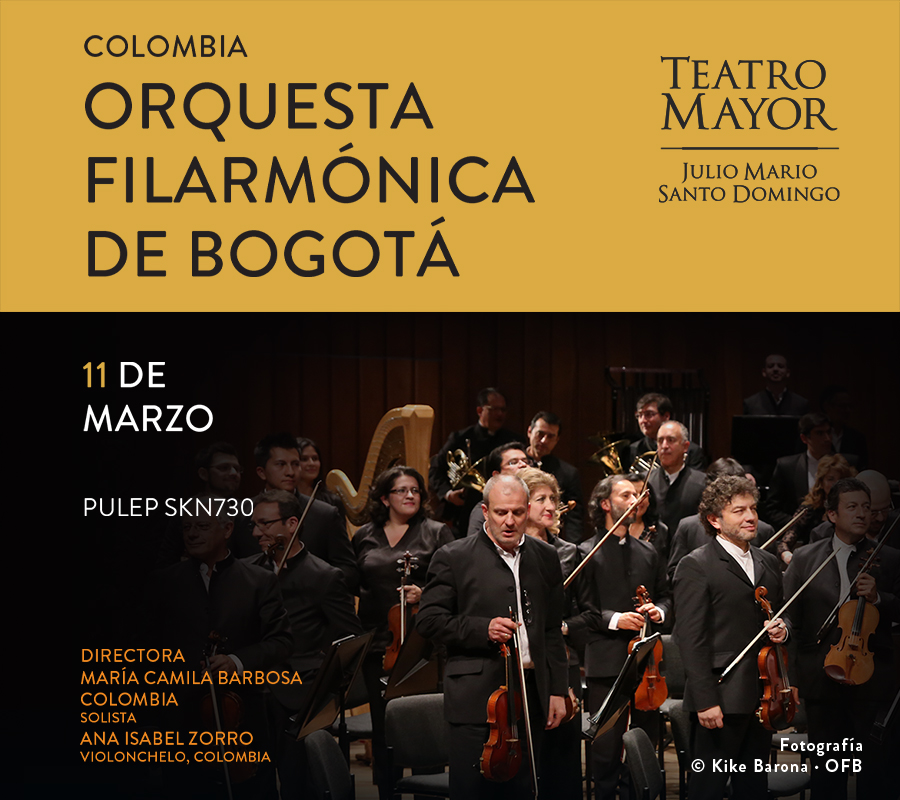 COLOMBIA
ORQUESTA
FILARMÓNICA
DE BOGOTÁ
TEATRO
MAYOR
JULIO MARIO
SANTO DOMINGO
11 DE
MARZO
PULEP SKN730
DIRECTORA
MARÍA CAMILA BARBOSA
COLOMBIA
SOLISTA
ANA ISABEL ZORRO
VIOLONCHELO, COLOMBIA
Fotografía
© Kike Barona · OFB